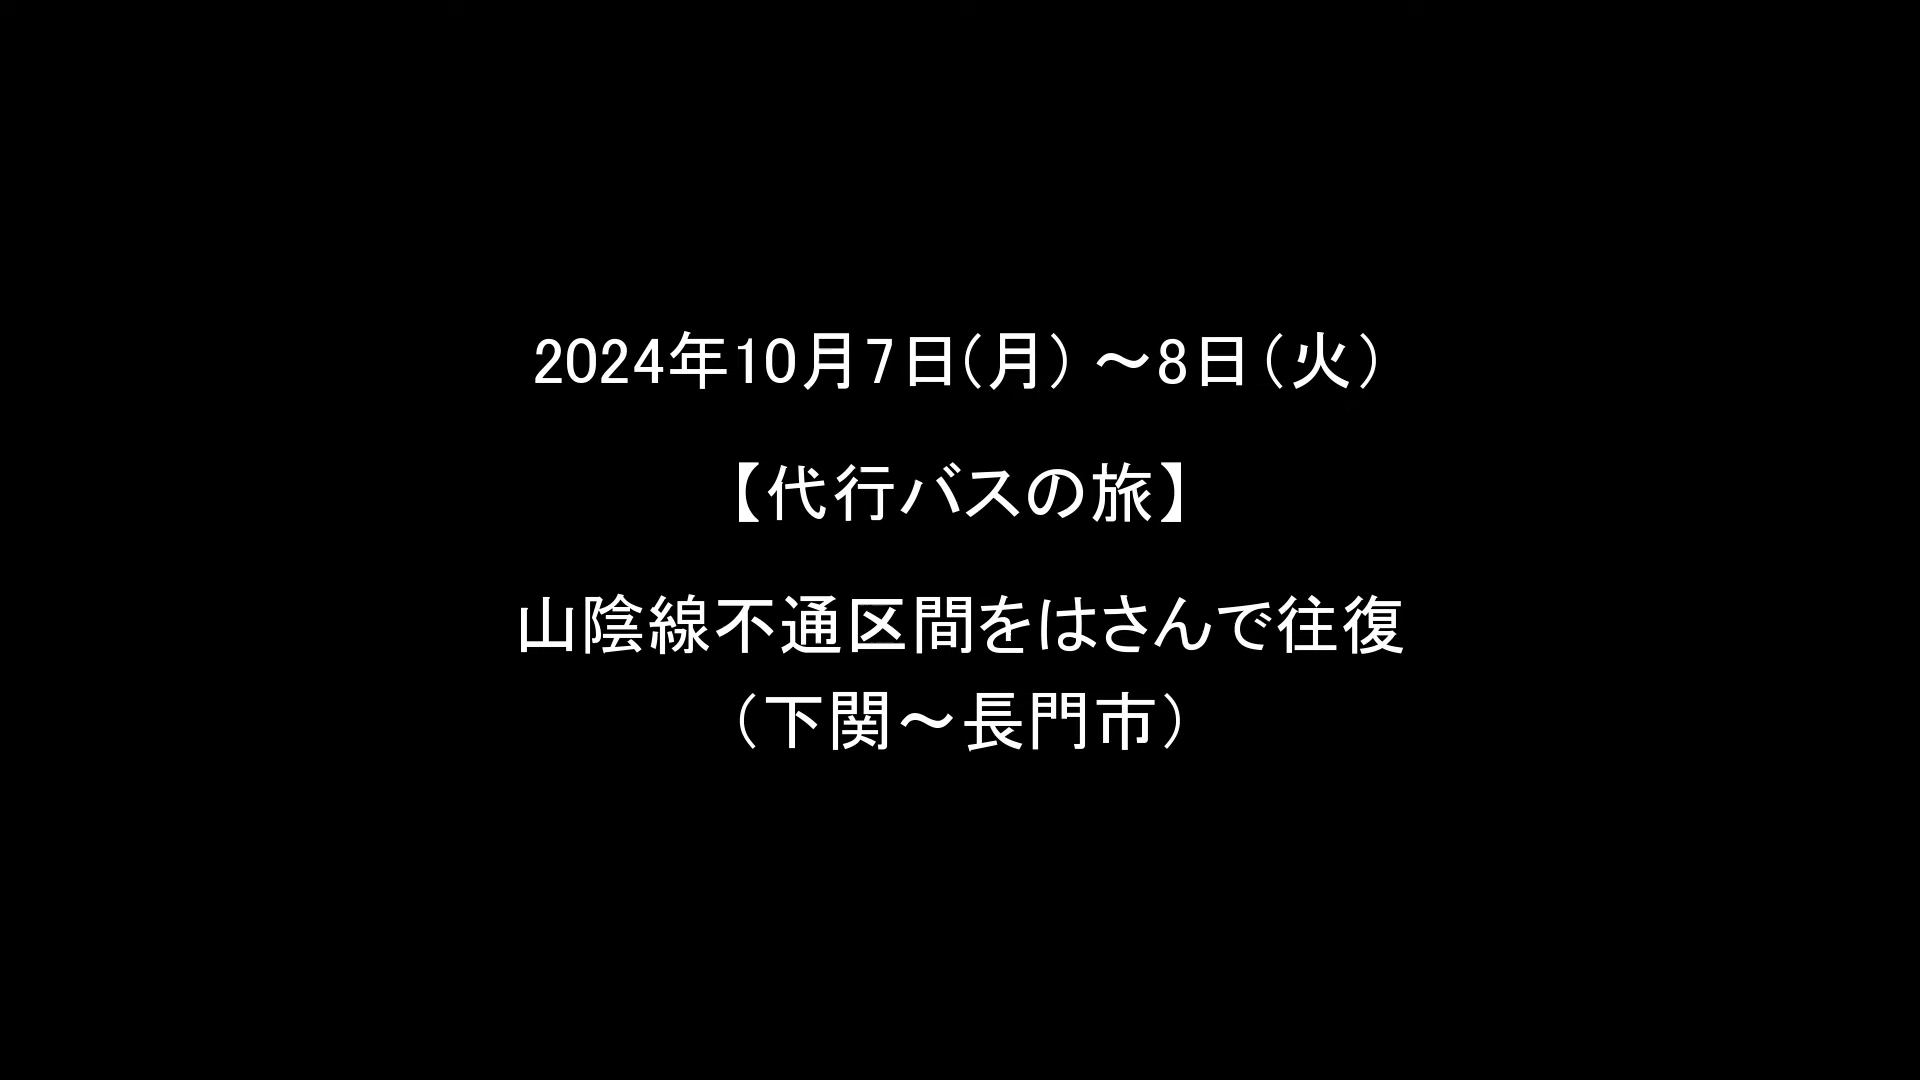 2024年10月7日(月）～8日（火）
【代行バスの旅】
山陰線不通区間をはさんで往復
（下関～長門市）